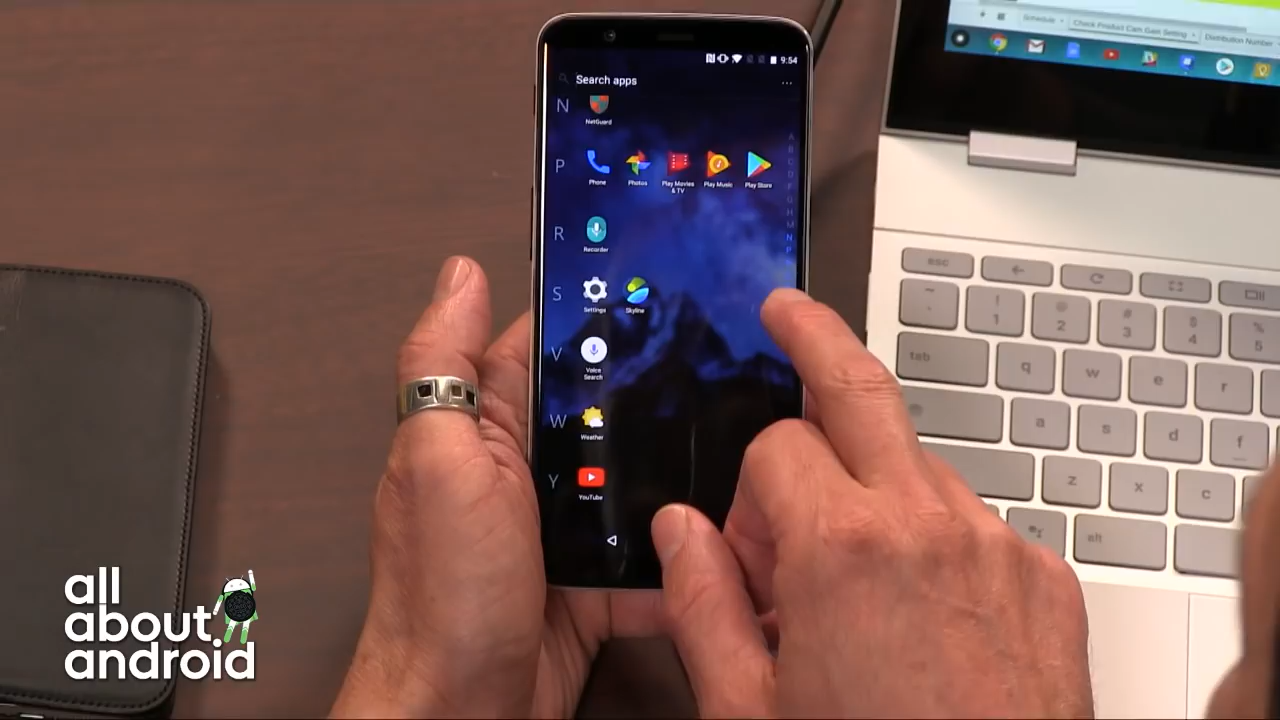 Schedule
Check Product Cam Gain Setting
Distribution Number
9:54
Search apps
...
N
NetGuard
P
Phone
Photos
Play Movies
& TV
Play Music
Play Store
R
Recorder
S
Settings
Skyline
V
Voice
Search
W
Weather
Y
YouTube
A
B
C
D
F
G
H
M
N
P
esc
~
!
1
@
2
#
3
$
4
%
5
tab
q
w
e
r
a
s
d
f
z
x
c
alt
all
about
android